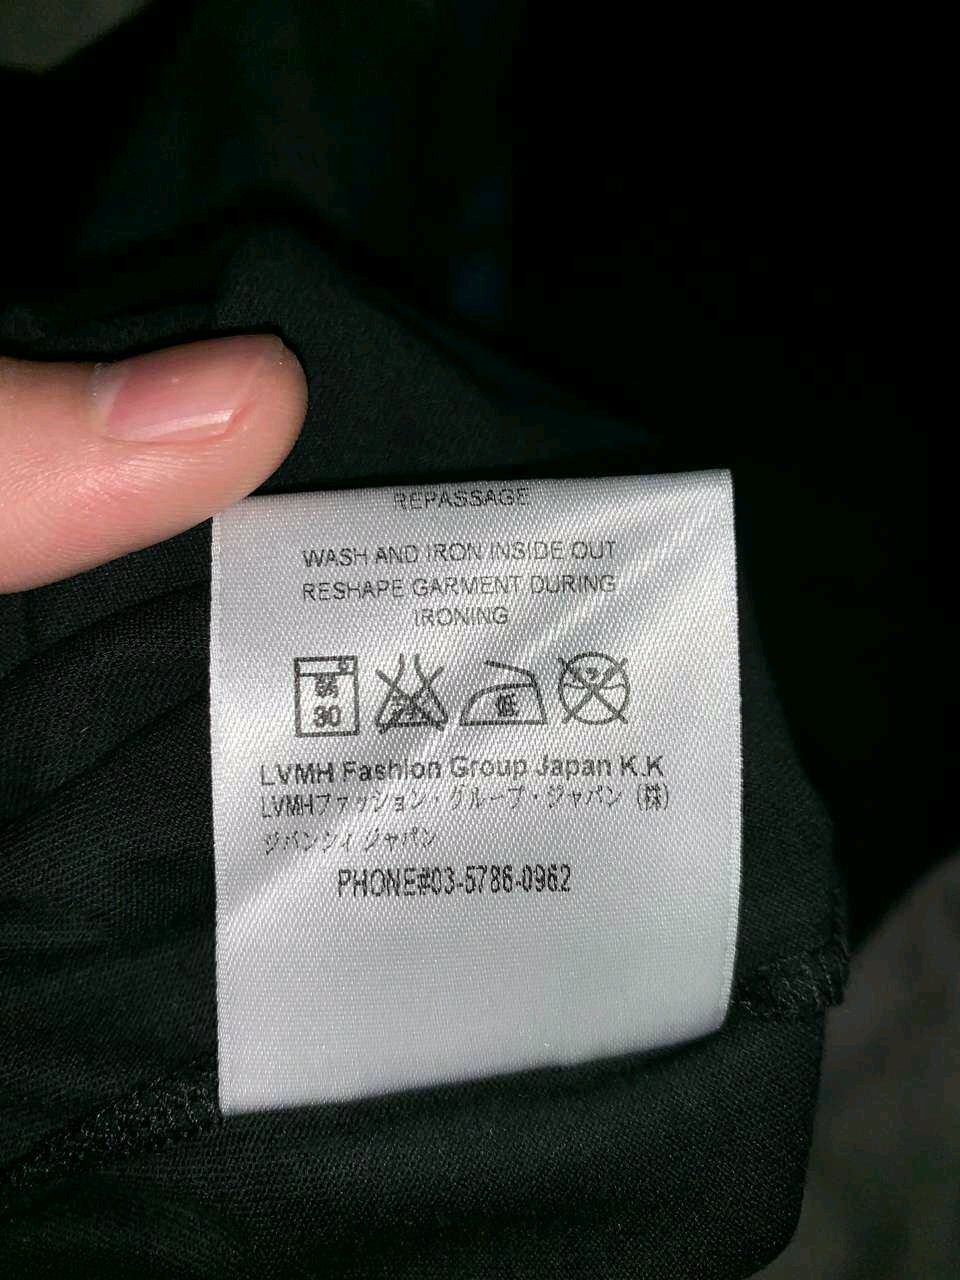 REPASSAGE
WASH AND IRON INSIDE OUT
RESHAPE GARMENT DURING
IRONING
30
低
LVMH Fashion Group Japan K.K
LVMHファッション・グループ・ジャパン (株)
ジバンシィ ジャパン
PHONE#03-5786-0962